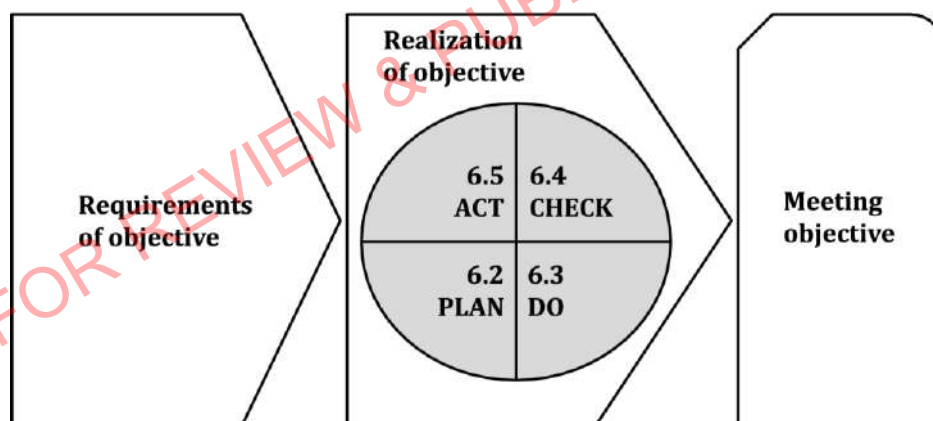 Requirements
of objective
Realization
of objective
6.5
ACT
6.4
CHECK
6.2
PLAN
6.3
DO
Meeting
objective
FOR REVIEW & PUB